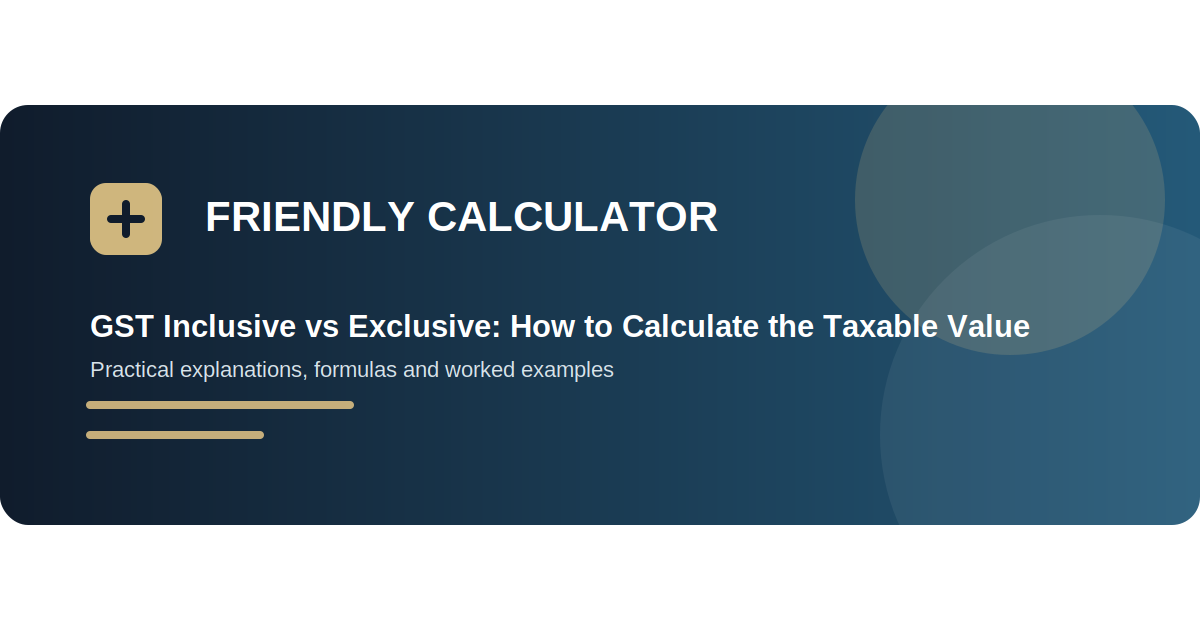 FRIENDLY CALCULATOR
GST Inclusive vs Exclusive: How to Calculate the Taxable Value
Practical explanations, formulas and worked examples